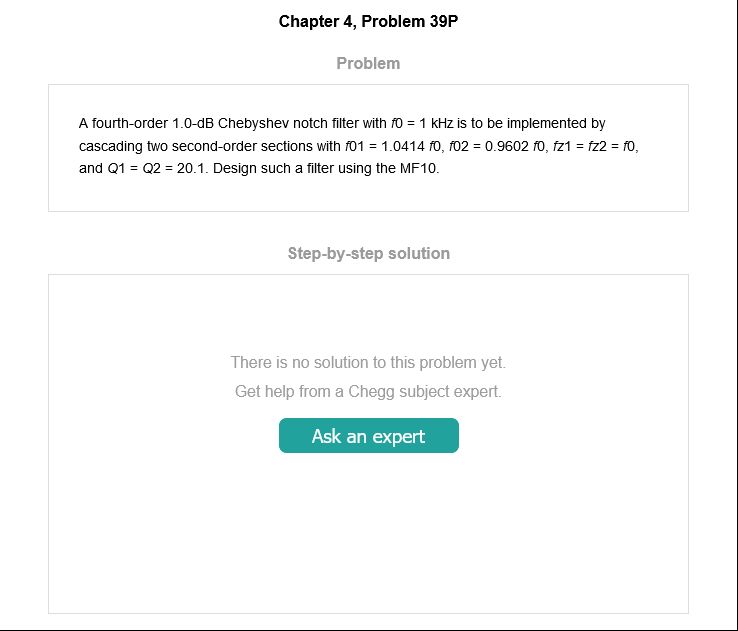 Chapter 4, Problem 39P
Problem
A fourth-order 1.0-dB Chebyshev notch filter with f0 = 1 kHz is to be implemented by
cascading two second-order sections with f01 = 1.0414 f0, f02 = 0.9602 f0, fz1 = fz2 = f0,
and Q1 = Q2 = 20.1. Design such a filter using the MF10.
Step-by-step solution
There is no solution to this problem yet.
Get help from a Chegg subject expert.
Ask an expert